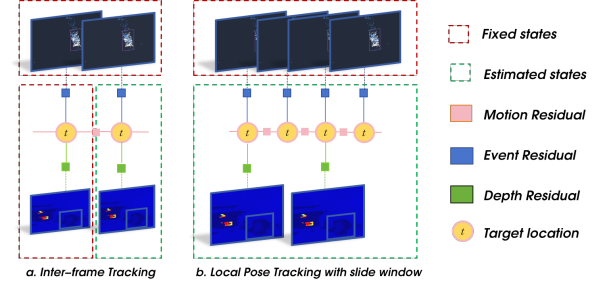 Fixed states
Estimated states
Motion Residual
Event Residual
Depth Residual
t Target location
t t
t t t t
a. Inter-frame Tracking
b. Local Pose Tracking with slide window